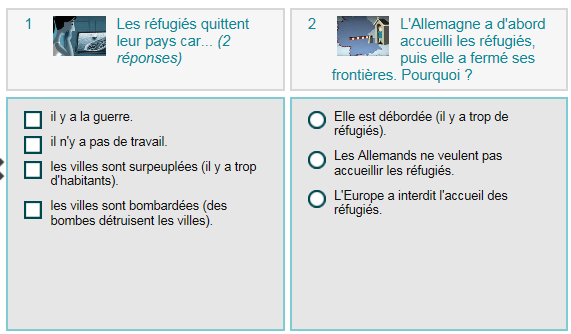 1
Les réfugiés quittent
leur pays car... (2
réponses)
il y a la guerre.
il n'y a pas de travail.
les villes sont surpeuplées (il y a trop
d'habitants).
les villes sont bombardées (des
bombes détruisent les villes).
2
L'Allemagne a d'abord
accueilli les réfugiés,
puis elle a fermé ses
frontières. Pourquoi ?
Elle est débordée (il y a trop de
réfugiés).
Les Allemands ne veulent pas
accueillir les réfugiés.
L'Europe a interdit l'accueil des
réfugiés.